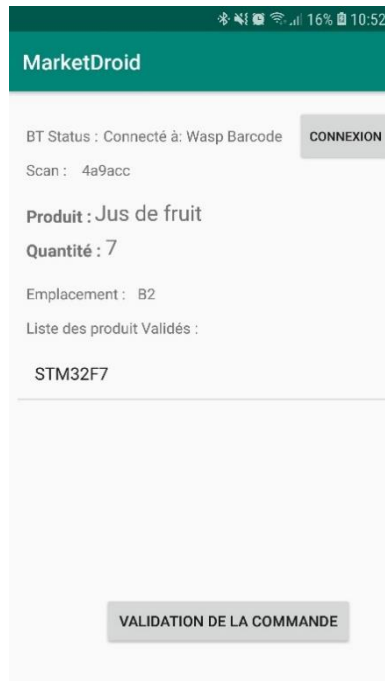 16% 10:52
MarketDroid
BT Status : Connecté à: Wasp Barcode CONNEXION
Scan : 4a9acc
Produit : Jus de fruit
Quantité : 7
Emplacement : B2
Liste des produit Validés :
STM32F7
VALIDATION DE LA COMMANDE